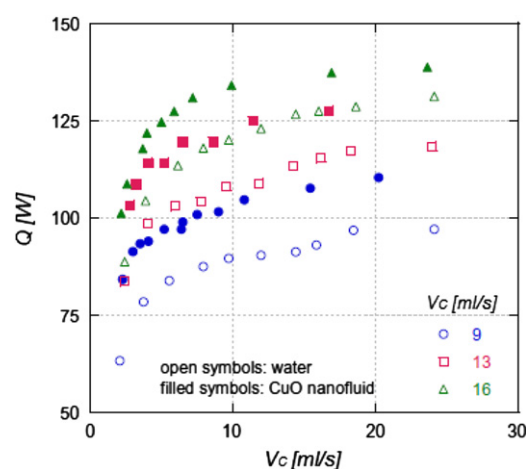 150
125
100
75
50
Q [W]
Vc [ml/s]
9
13
16
open symbols: water
filled symbols: CuO nanofluid
0 10 20 30
Vc [ml/s]